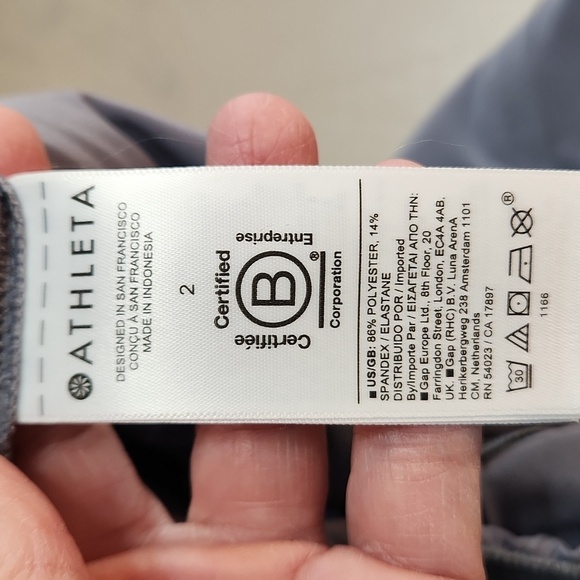 ATHLETA
DESIGNED IN SAN FRANCISCO
CONÇU À SAN FRANCISCO
MADE IN INDONESIA
2
Certified
Certifiée
B
®
Entreprise
Corporation
■ US/GB: 86% POLYESTER, 14%
SPANDEX / ELASTANE
DISTRIBUIDO POR / Imported
By/Importe Par / ΕΙΣΑΓΕΤΑΙ ΑΠΟ ΤΗΝ:
■ Gap Europe Ltd., 8th Floor, 20
Farringdon Street, London, EC4A 4AB.
UK. ■ Gap (RHC) B.V. Luna ArenA
Herikerbergweg 238 Amsterdam 1101
CM, Netherlands
RN 54023 / CA 17897
30
®
1166